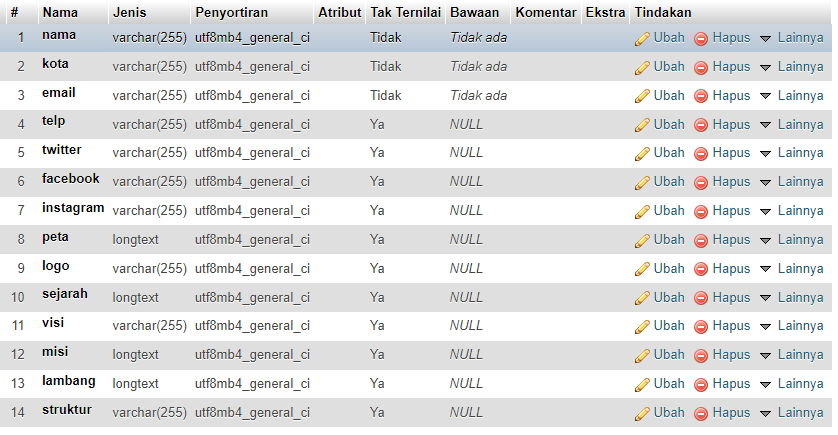 # Nama Jenis Penyortiran Atribut Tak Ternilai Bawaan Komentar Ekstra Tindakan
1 nama varchar(255) utf8mb4_general_ci Tidak Tidak ada Ubah Hapus Lainnya
2 kota varchar(255) utf8mb4_general_ci Tidak Tidak ada Ubah Hapus Lainnya
3 email varchar(255) utf8mb4_general_ci Tidak Tidak ada Ubah Hapus Lainnya
4 telp varchar(255) utf8mb4_general_ci Ya NULL Ubah Hapus Lainnya
5 twitter varchar(255) utf8mb4_general_ci Ya NULL Ubah Hapus Lainnya
6 facebook varchar(255) utf8mb4_general_ci Ya NULL Ubah Hapus Lainnya
7 instagram varchar(255) utf8mb4_general_ci Ya NULL Ubah Hapus Lainnya
8 peta longtext utf8mb4_general_ci Ya NULL Ubah Hapus Lainnya
9 logo varchar(255) utf8mb4_general_ci Ya NULL Ubah Hapus Lainnya
10 sejarah longtext utf8mb4_general_ci Ya NULL Ubah Hapus Lainnya
11 visi varchar(255) utf8mb4_general_ci Ya NULL Ubah Hapus Lainnya
12 misi longtext utf8mb4_general_ci Ya NULL Ubah Hapus Lainnya
13 lambang longtext utf8mb4_general_ci Ya NULL Ubah Hapus Lainnya
14 struktur varchar(255) utf8mb4_general_ci Ya NULL Ubah Hapus Lainnya